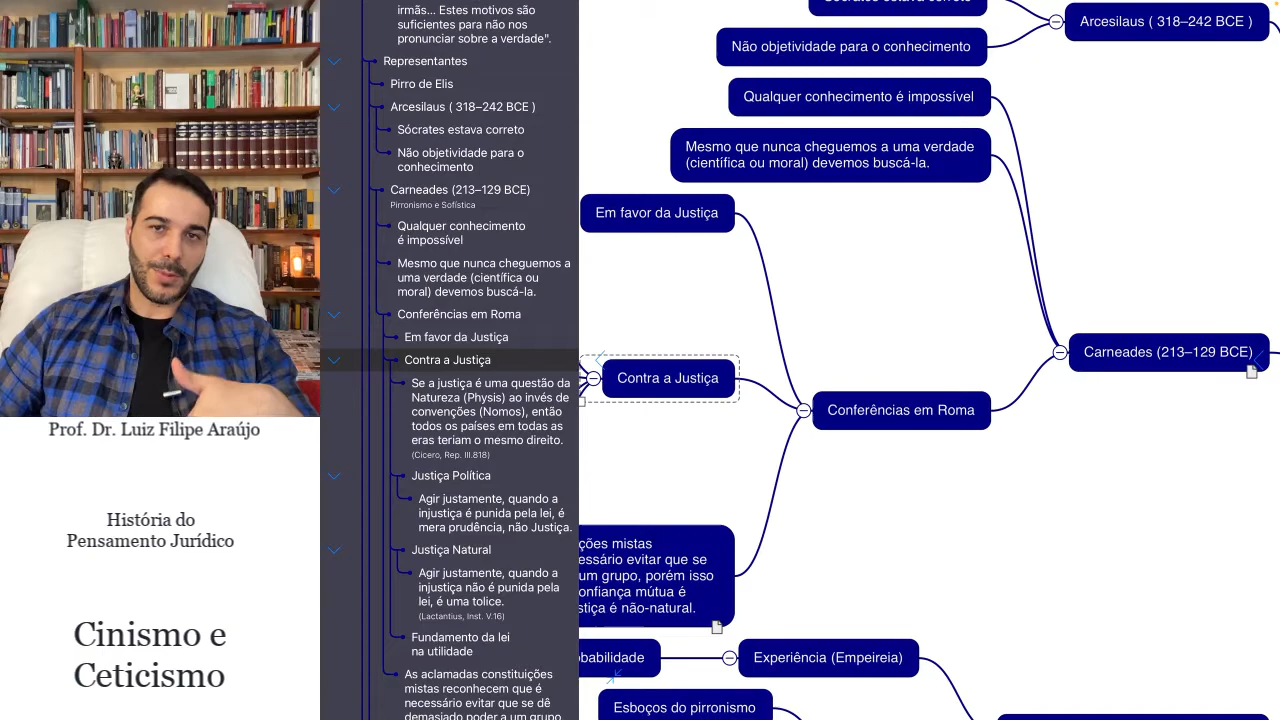 Prof. Dr. Luiz Filipe Araújo
História do
Pensamento Jurídico
Cinismo e
Ceticismo
irmãs... Estes motivos são
suficientes para não nos
pronunciar sobre a verdade".
Representantes
Pirro de Elis
Arcesilaus ( 318–242 BCE )
Sócrates estava correto
Não objetividade para o
conhecimento
Carneades (213–129 BCE)
Pirronismo e Sofística
Qualquer conhecimento
é impossível
Mesmo que nunca cheguemos a
uma verdade (científica ou
moral) devemos buscá-la.
Conferências em Roma
Em favor da Justiça
Contra a Justiça
Se a justiça é uma questão da
Natureza (Physis) ao invés de
convenções (Nomos), então
todos os países em todas as
eras teriam o mesmo direito.
(Cicero, Rep. III.818)
Justiça Política
Agir justamente, quando a
injustiça é punida pela lei, é
mera prudência, não Justiça.
Justiça Natural
Agir justamente, quando a
injustiça não é punida pela
lei, é uma tolice.
(Lactantius, Inst. V.16)
Fundamento da lei
na utilidade
As aclamadas constituições
mistas reconhecem que é
necessário evitar que se dê
demasiado poder a um grupo,
Sócrates estava correto
Arcesilaus ( 318–242 BCE )
Não objetividade para o conhecimento
Qualquer conhecimento é impossível
Mesmo que nunca cheguemos a uma verdade
(científica ou moral) devemos buscá-la.
Em favor da Justiça
Carneades (213–129 BCE)
Contra a Justiça
Conferências em Roma
ções mistas
essário evitar que se
um grupo, porém isso
onfiança mútua é
stiça é não-natural.
obabilidade
Experiência (Empeireia)
Esboços do pirronismo